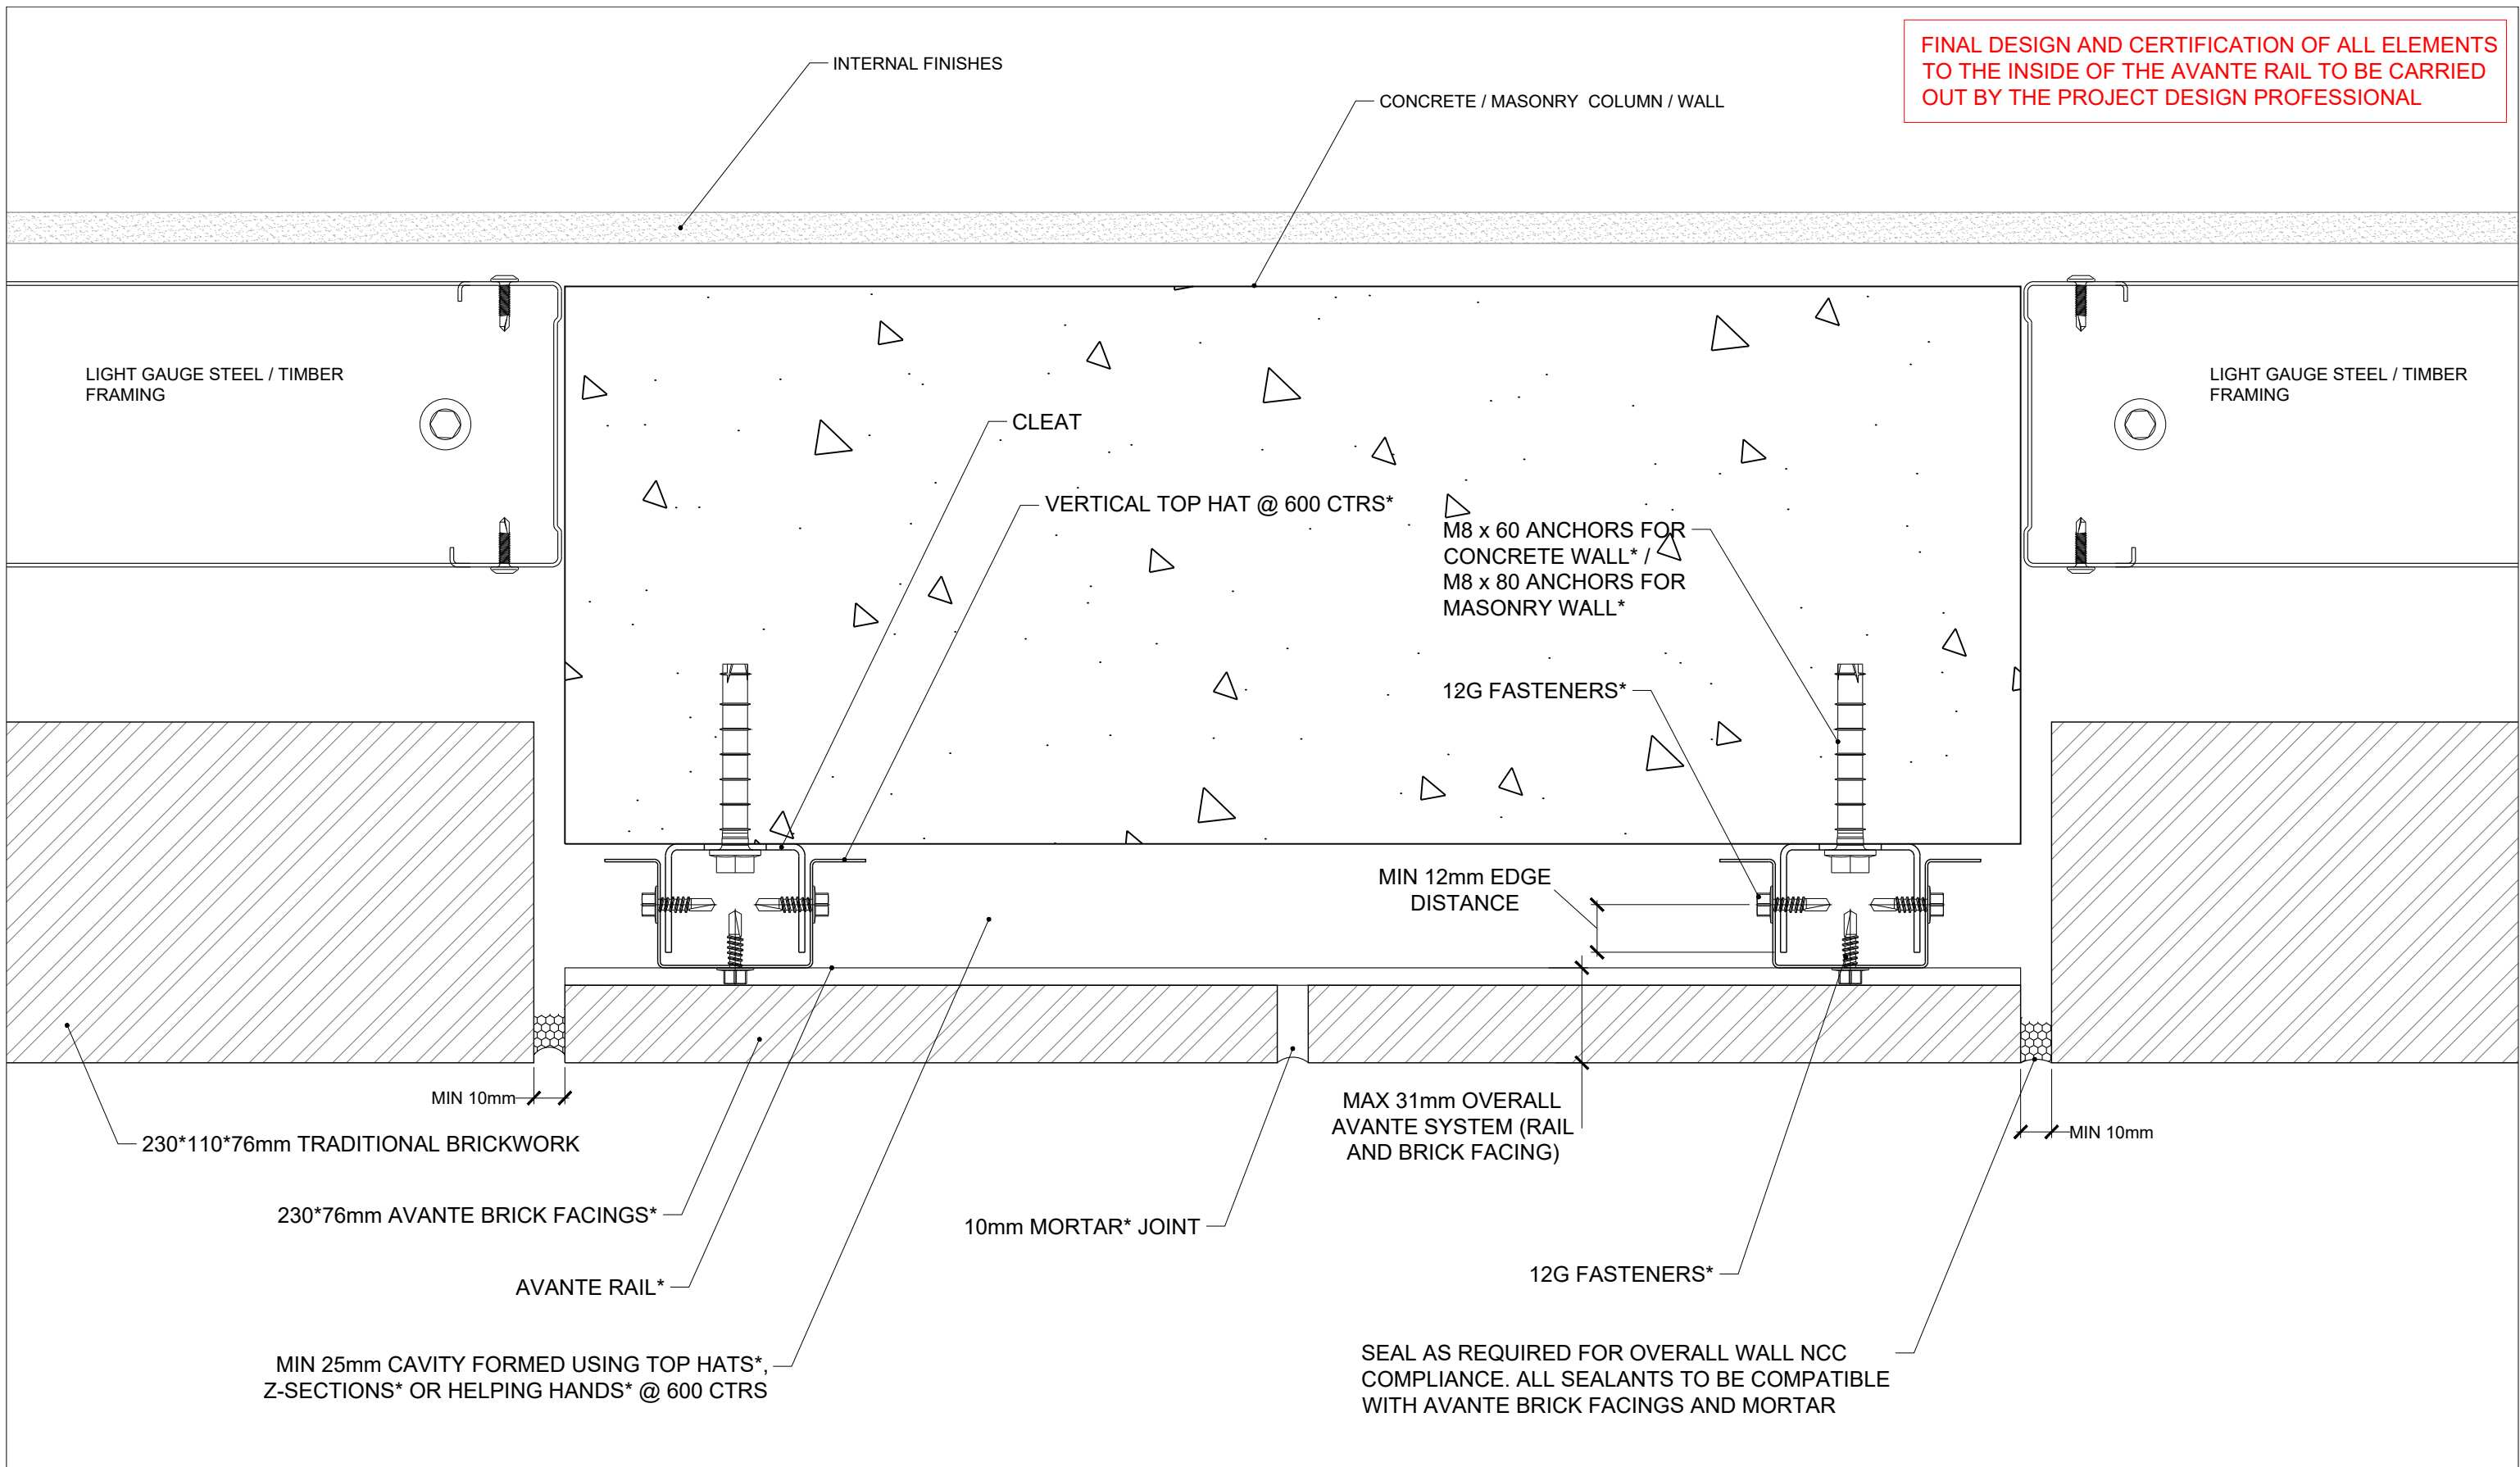 FINAL DESIGN AND CERTIFICATION OF ALL ELEMENTS
TO THE INSIDE OF THE AVANTE RAIL TO BE CARRIED
OUT BY THE PROJECT DESIGN PROFESSIONAL
INTERNAL FINISHES
CONCRETE / MASONRY  COLUMN / WALL
LIGHT GAUGE STEEL / TIMBER
FRAMING
LIGHT GAUGE STEEL / TIMBER
FRAMING
CLEAT
VERTICAL TOP HAT @ 600 CTRS*
M8 x 60 ANCHORS FOR
CONCRETE WALL* /
M8 x 80 ANCHORS FOR
MASONRY WALL*
12G FASTENERS*
MIN 12mm EDGE
DISTANCE
MIN 10mm
MAX 31mm OVERALL
AVANTE SYSTEM (RAIL
AND BRICK FACING)
MIN 10mm
230*110*76mm TRADITIONAL BRICKWORK
230*76mm AVANTE BRICK FACINGS*
10mm MORTAR* JOINT
AVANTE RAIL*
12G FASTENERS*
MIN 25mm CAVITY FORMED USING TOP HATS*,
Z-SECTIONS* OR HELPING HANDS* @ 600 CTRS
SEAL AS REQUIRED FOR OVERALL WALL NCC
COMPLIANCE. ALL SEALANTS TO BE COMPATIBLE
WITH AVANTE BRICK FACINGS AND MORTAR